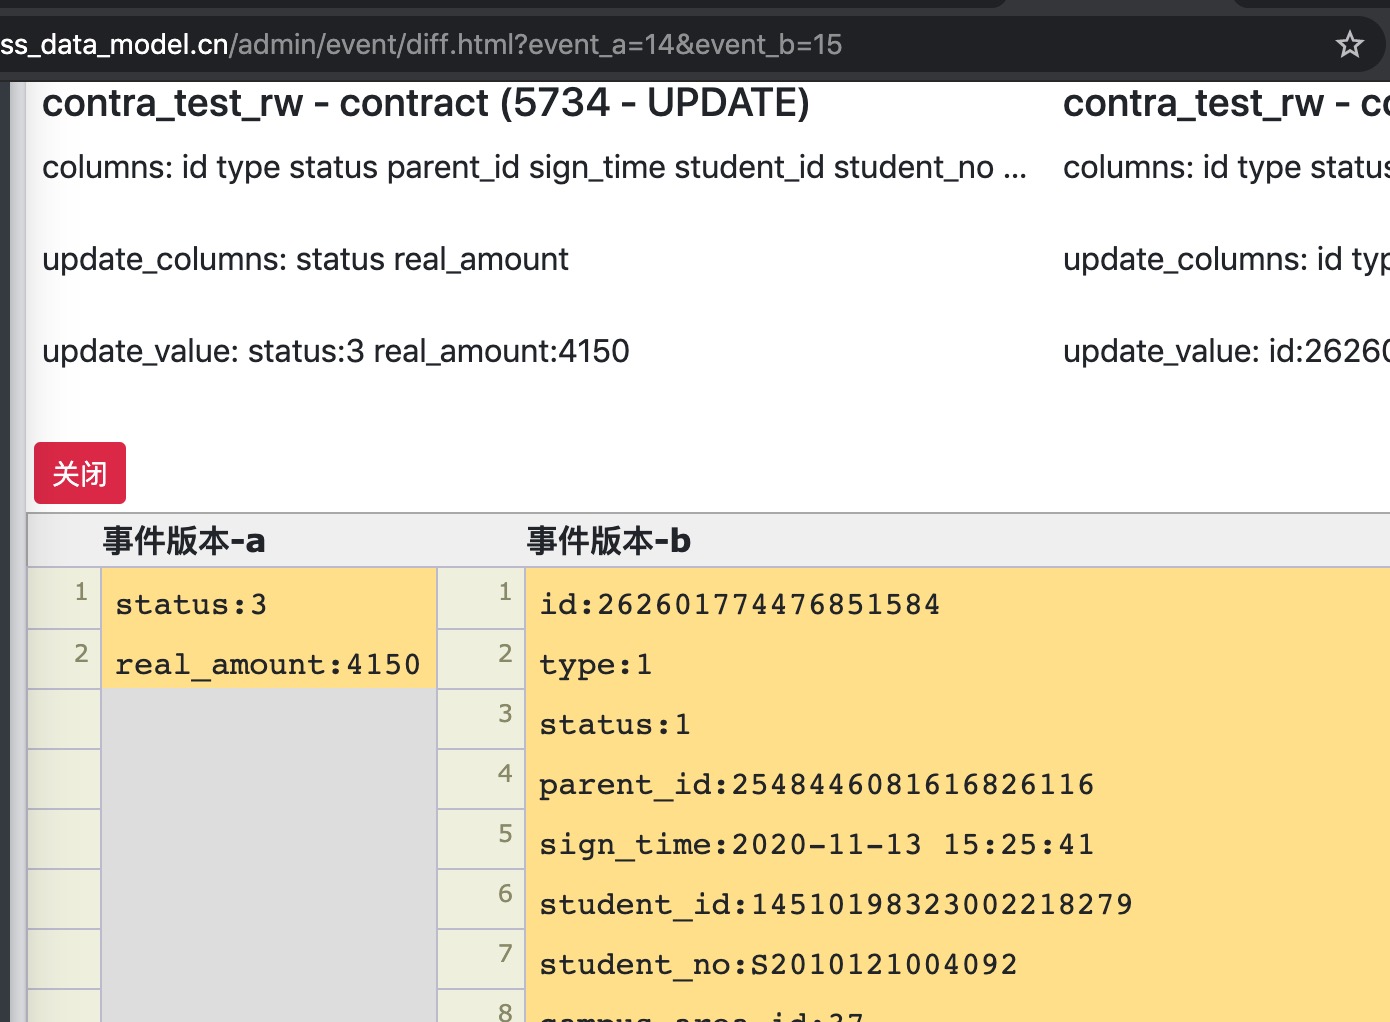 ss_data_model.cn/admin/event/diff.html?event_a=14&event_b=15
contra_test_rw - contract (5734 - UPDATE)
contra_test_rw - co
columns: id type status parent_id sign_time student_id student_no ...
columns: id type status
update_columns: status real_amount
update_columns: id typ
update_value: status:3 real_amount:4150
update_value: id:26260
关闭
事件版本-a
事件版本-b
1 status:3
2 real_amount:4150
1 id:262601774476851584
2 type:1
3 status:1
4 parent_id:2548446081616826116
5 sign_time:2020-11-13 15:25:41
6 student_id:14510198323002218279
7 student_no:S2010121004092
8 campus_area_id:37